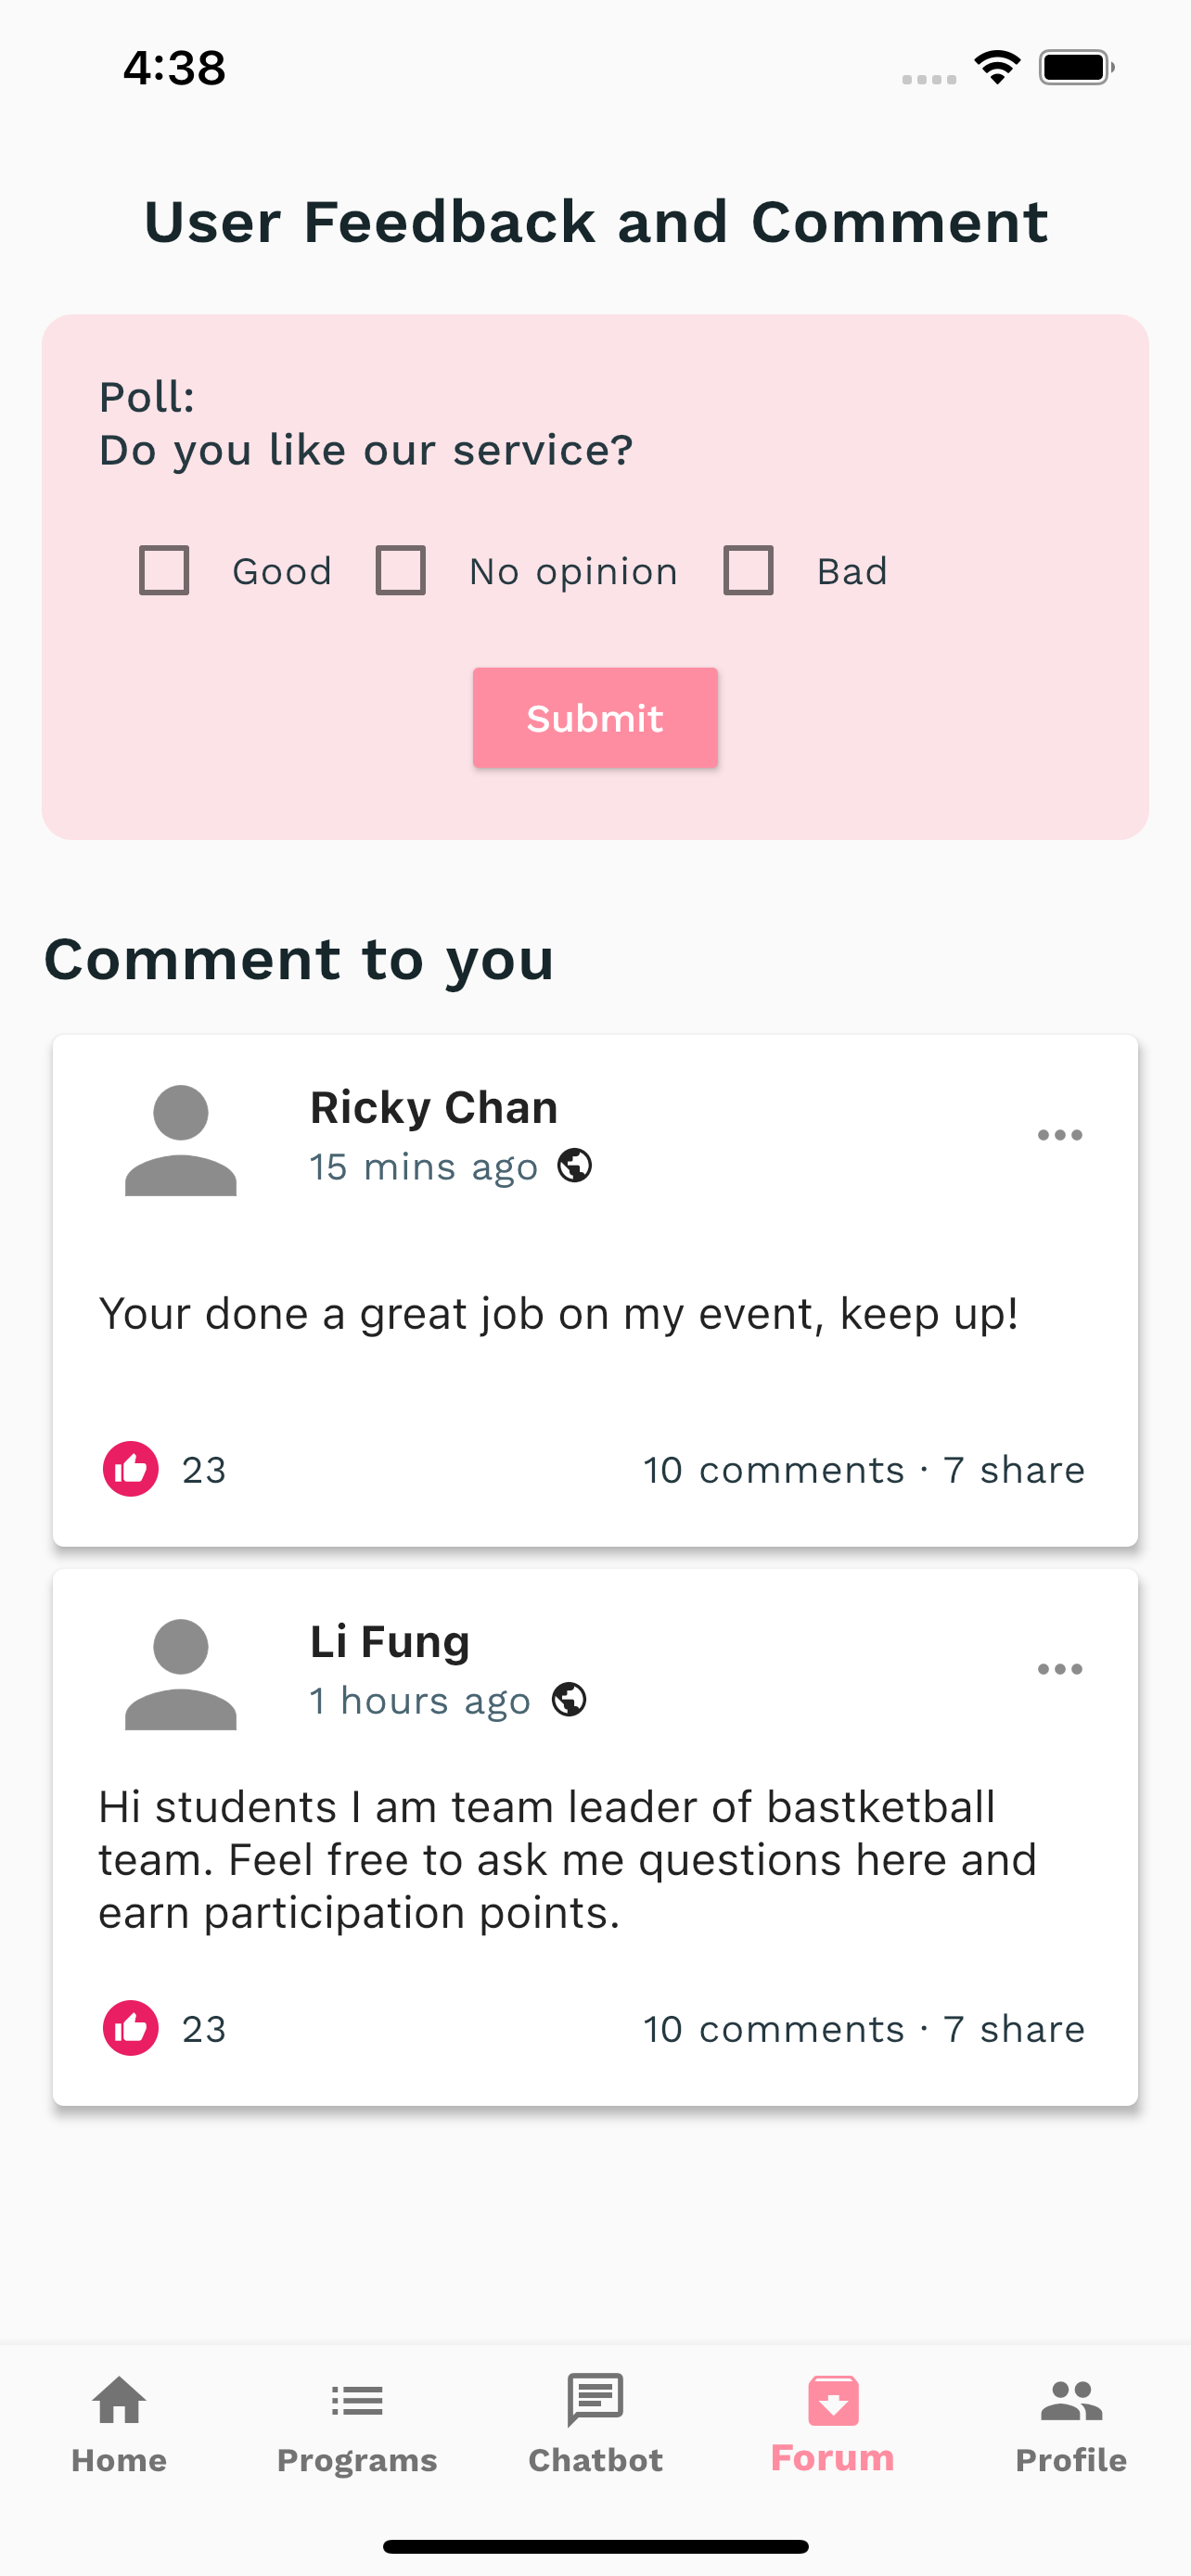 4:38
User Feedback and Comment
Poll:
Do you like our service?
Good No opinion Bad
Submit
Comment to you
Ricky Chan
15 mins ago
Your done a great job on my event, keep up!
23 10 comments · 7 share
Li Fung
1 hours ago
Hi students I am team leader of bastketball
team. Feel free to ask me questions here and
earn participation points.
23 10 comments · 7 share
Home Programs Chatbot Forum Profile